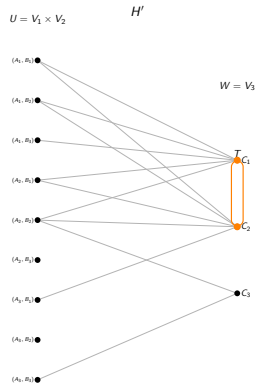 H′
U = V₁ × V₂
W = V₃
(A₁, B₁)
(A₁, B₂)
(A₁, B₃)
(A₂, B₁)
(A₂, B₂)
(A₂, B₃)
(A₃, B₁)
(A₃, B₂)
(A₃, B₃)
T
C₁
C₂
C₃